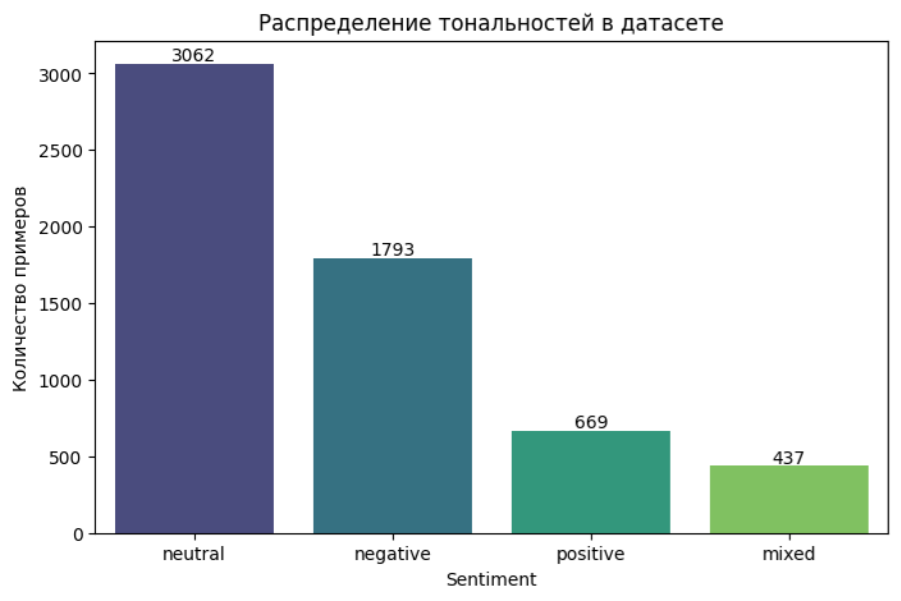 Распределение тональностей в датасете
Количество примеров
3000
2500
2000
1500
1000
500
0
3062
1793
669
437
neutral
negative
positive
mixed
Sentiment